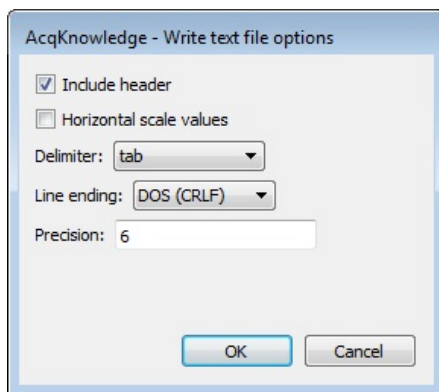 AcqKnowledge - Write text file options
Include header
Horizontal scale values
Delimiter: tab
Line ending: DOS (CRLF)
Precision: 6
OK Cancel